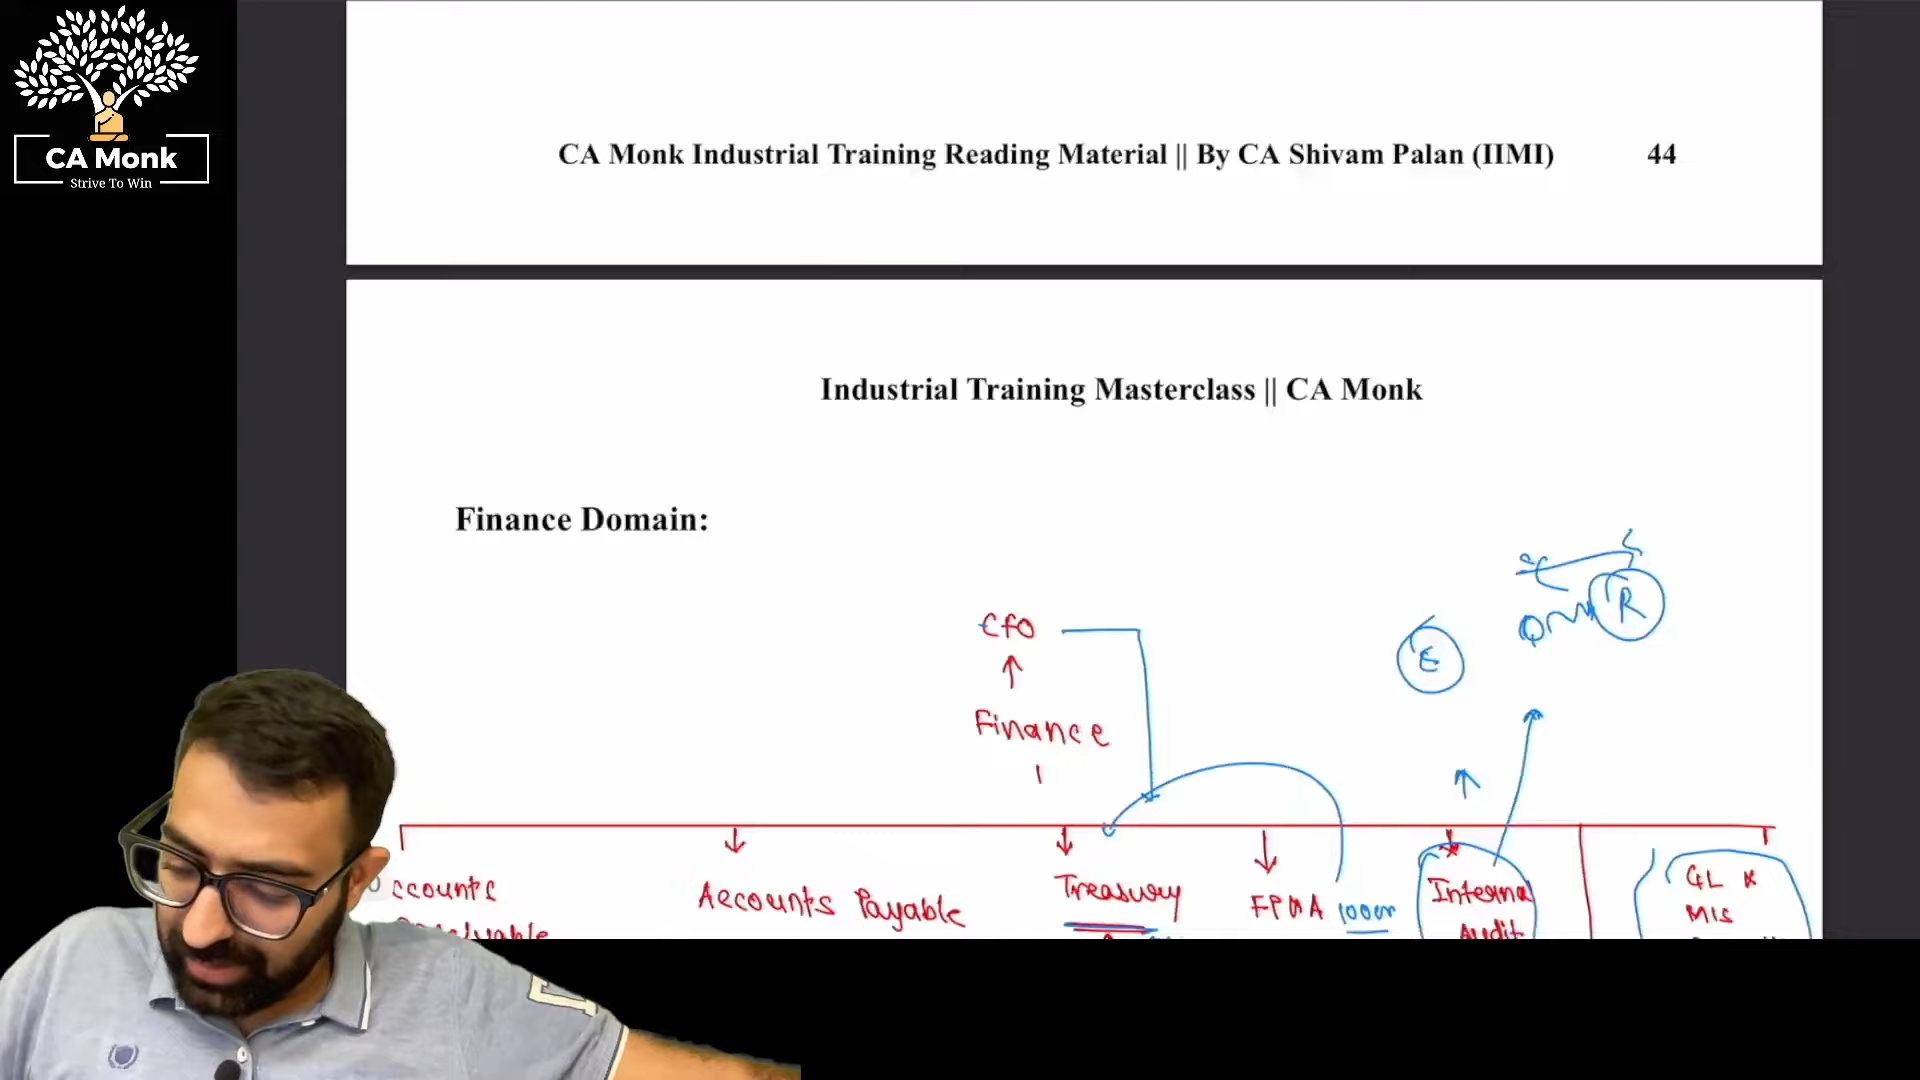 CA Monk
Strive To Win
CA Monk Industrial Training Reading Material || By CA Shivam Palan (IIMI) 44
Industrial Training Masterclass || CA Monk
Finance Domain:
CFO
R
E
Finance
ccounts
Accounts Payable
Treasury
FP&A
Internal
Audit
GL &
MIS